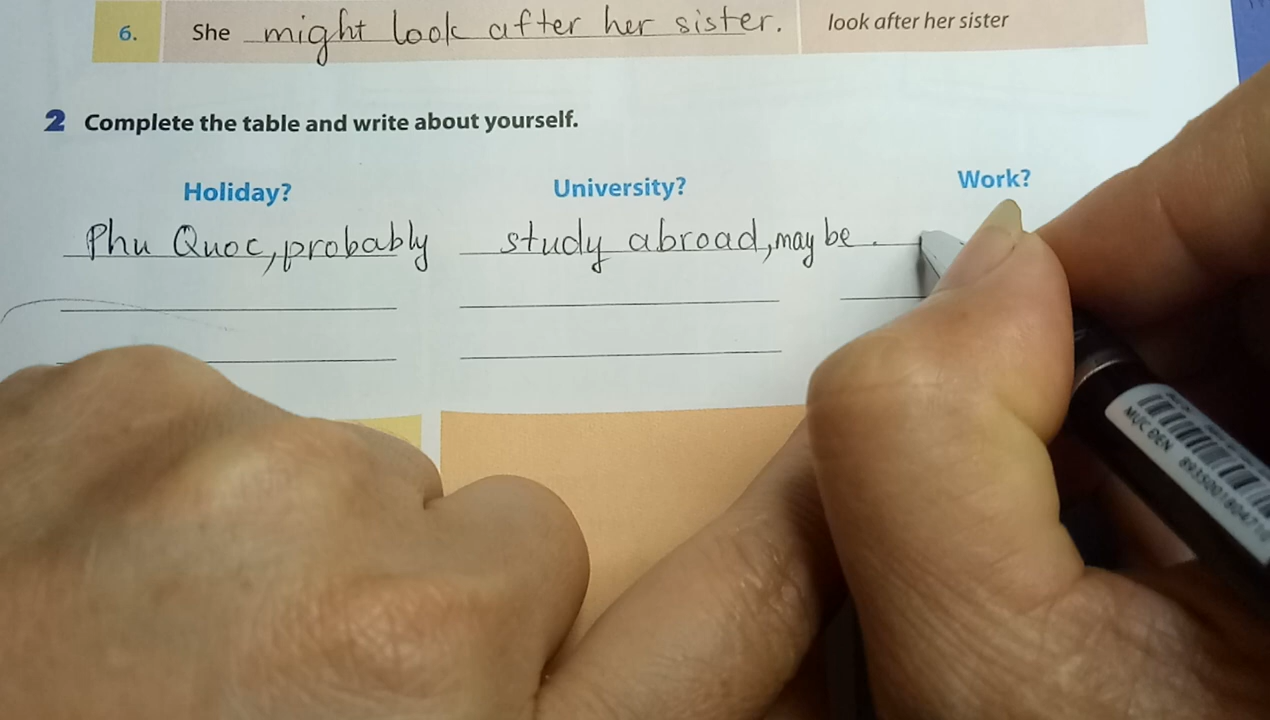 6. She might look after her sister. look after her sister
2 Complete the table and write about yourself.
Holiday? University? Work?
Phu Quoc, probably study abroad, may be .
MỰC ĐEN